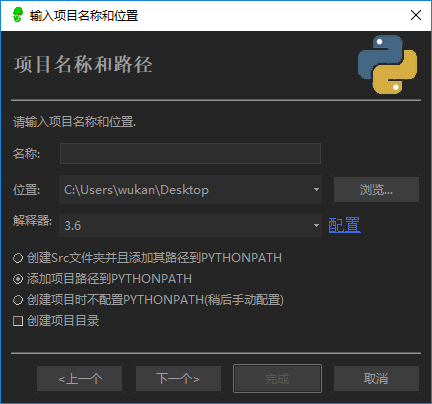 输入项目名称和位置
项目名称和路径
请输入项目名称和位置.
名称:
位置: C:\Users\wukan\Desktop 浏览...
解释器: 3.6 配置
创建Src文件夹并且添加其路径到PYTHONPATH
添加项目路径到PYTHONPATH
创建项目时不配置PYTHONPATH(稍后手动配置)
创建项目目录
<上一个 下一个> 完成 取消